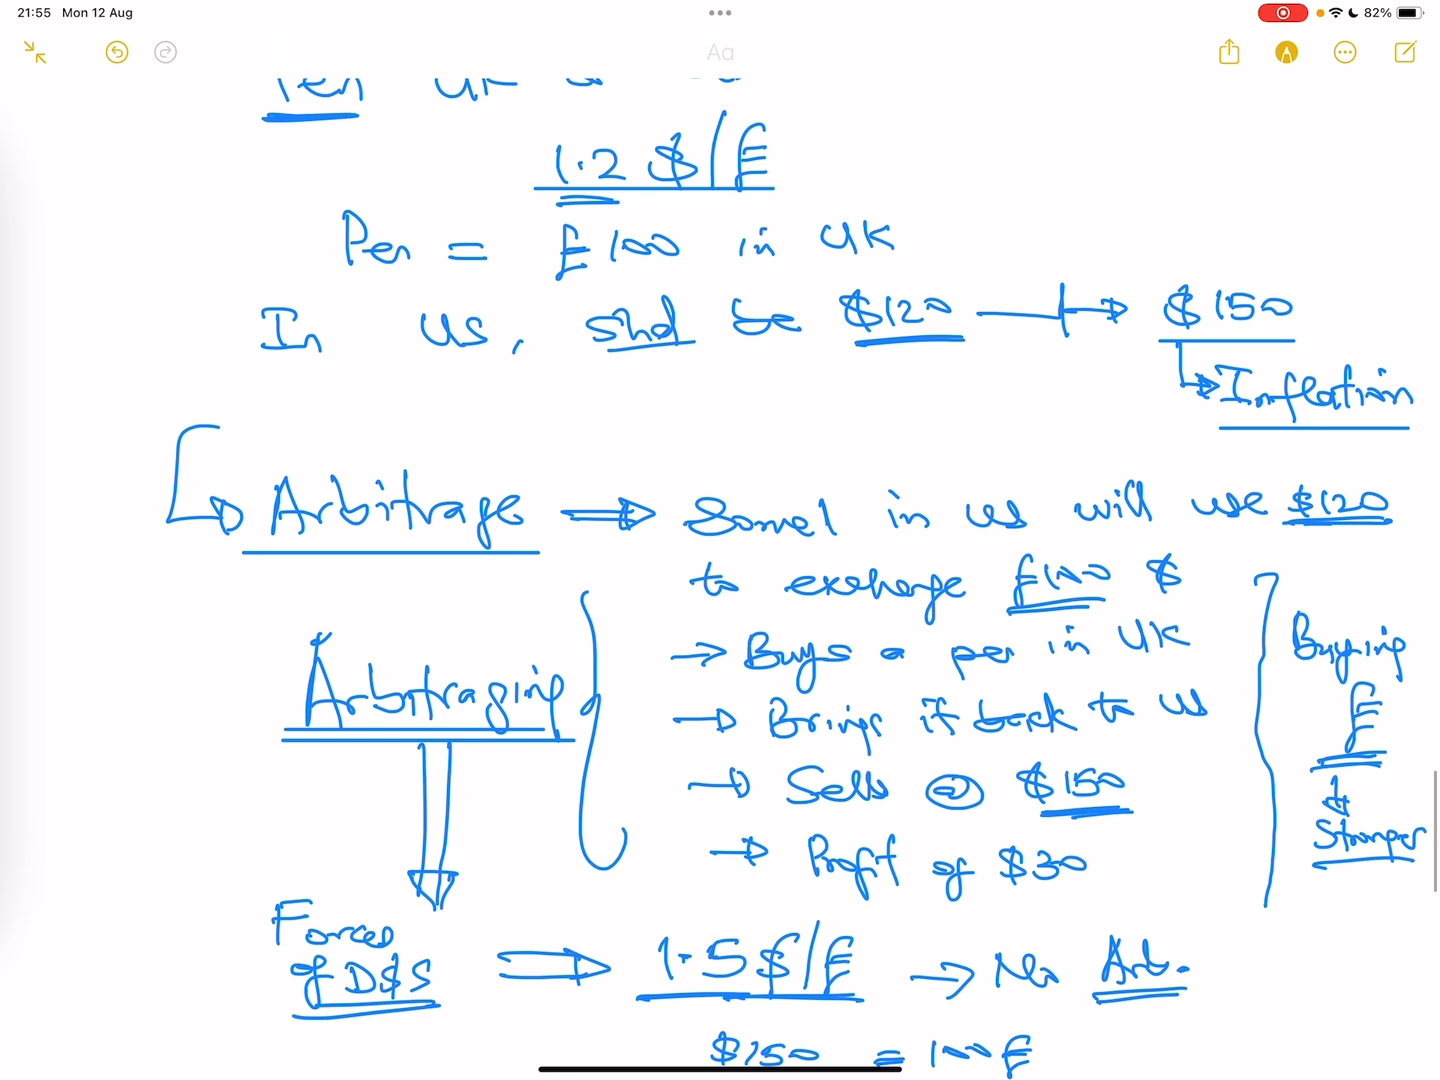 21:55 Mon 12 Aug
82%
Aa
Pen UK
1.2 $/£
Pen = £100 in UK
In US, shd be $120 → $150
→ Inflation
→ Arbitrage ⇒ Some1 in US will use $120
to exchange £100 $
Arbitraging
→ Buys a pen in UK
→ Brings it back to US
→ Sells @ $150
→ Profit of $30
Buying
£
↓
Stronger
Forces
of D$S ⇒ 1.5 $/£ → No Arb.
$150 = 100 £